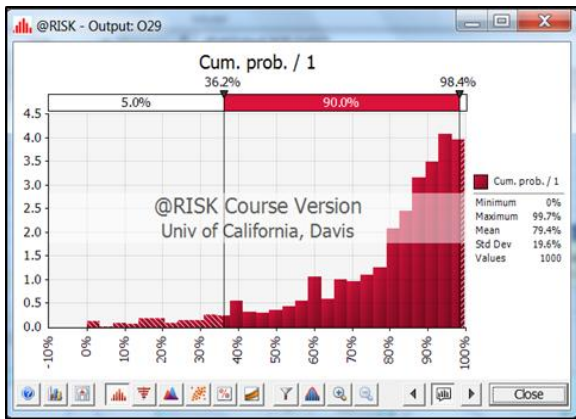 @RISK - Output: O29
Cum. prob. / 1
36.2% 98.4%
5.0% 90.0%
4.5
4.0
3.5
3.0
2.5
2.0
1.5
1.0
0.5
0.0
@RISK Course Version
Univ of California, Davis
Cum. prob. / 1
Minimum 0%
Maximum 99.7%
Mean 79.4%
Std Dev 19.6%
Values 1000
-10% 0% 10% 20% 30% 40% 50% 60% 70% 80% 90% 100%
Close